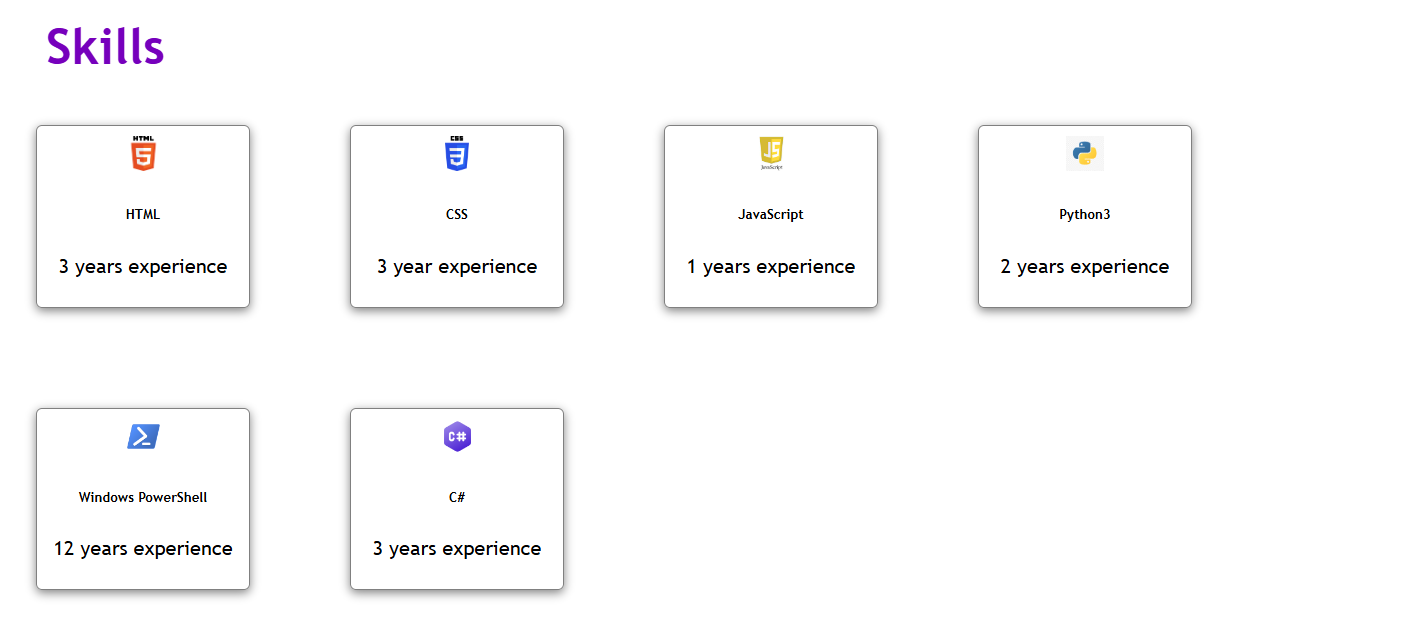 Skills
HTML
HTML
3 years experience
CSS
3
CSS
3 year experience
JS
JavaScript
JavaScript
1 years experience
Python3
2 years experience
Windows PowerShell
12 years experience
C#
C#
3 years experience